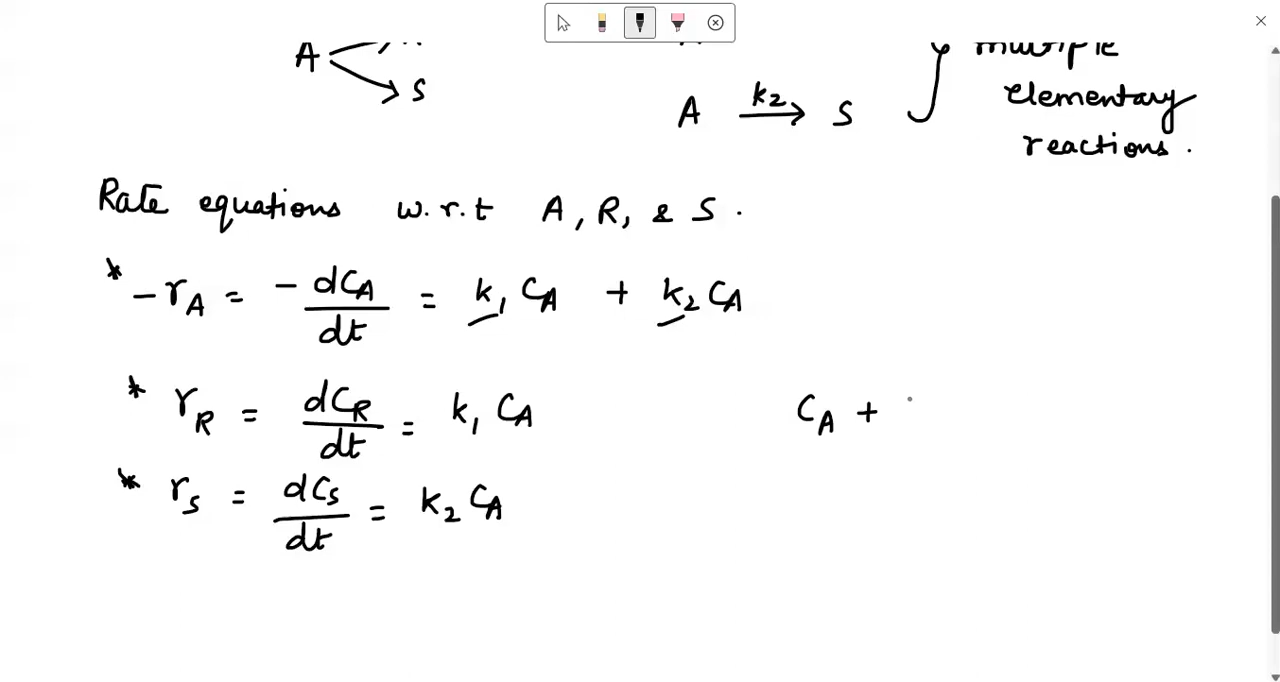 A
S
A k2 → S
multiple
elementary
reactions.
Rate equations w.r.t A, R, & S.
* -rA = - dCA/dt = k1 CA + k2 CA
* rR = dCR/dt = k1 CA
CA +
* rS = dCS/dt = k2 CA